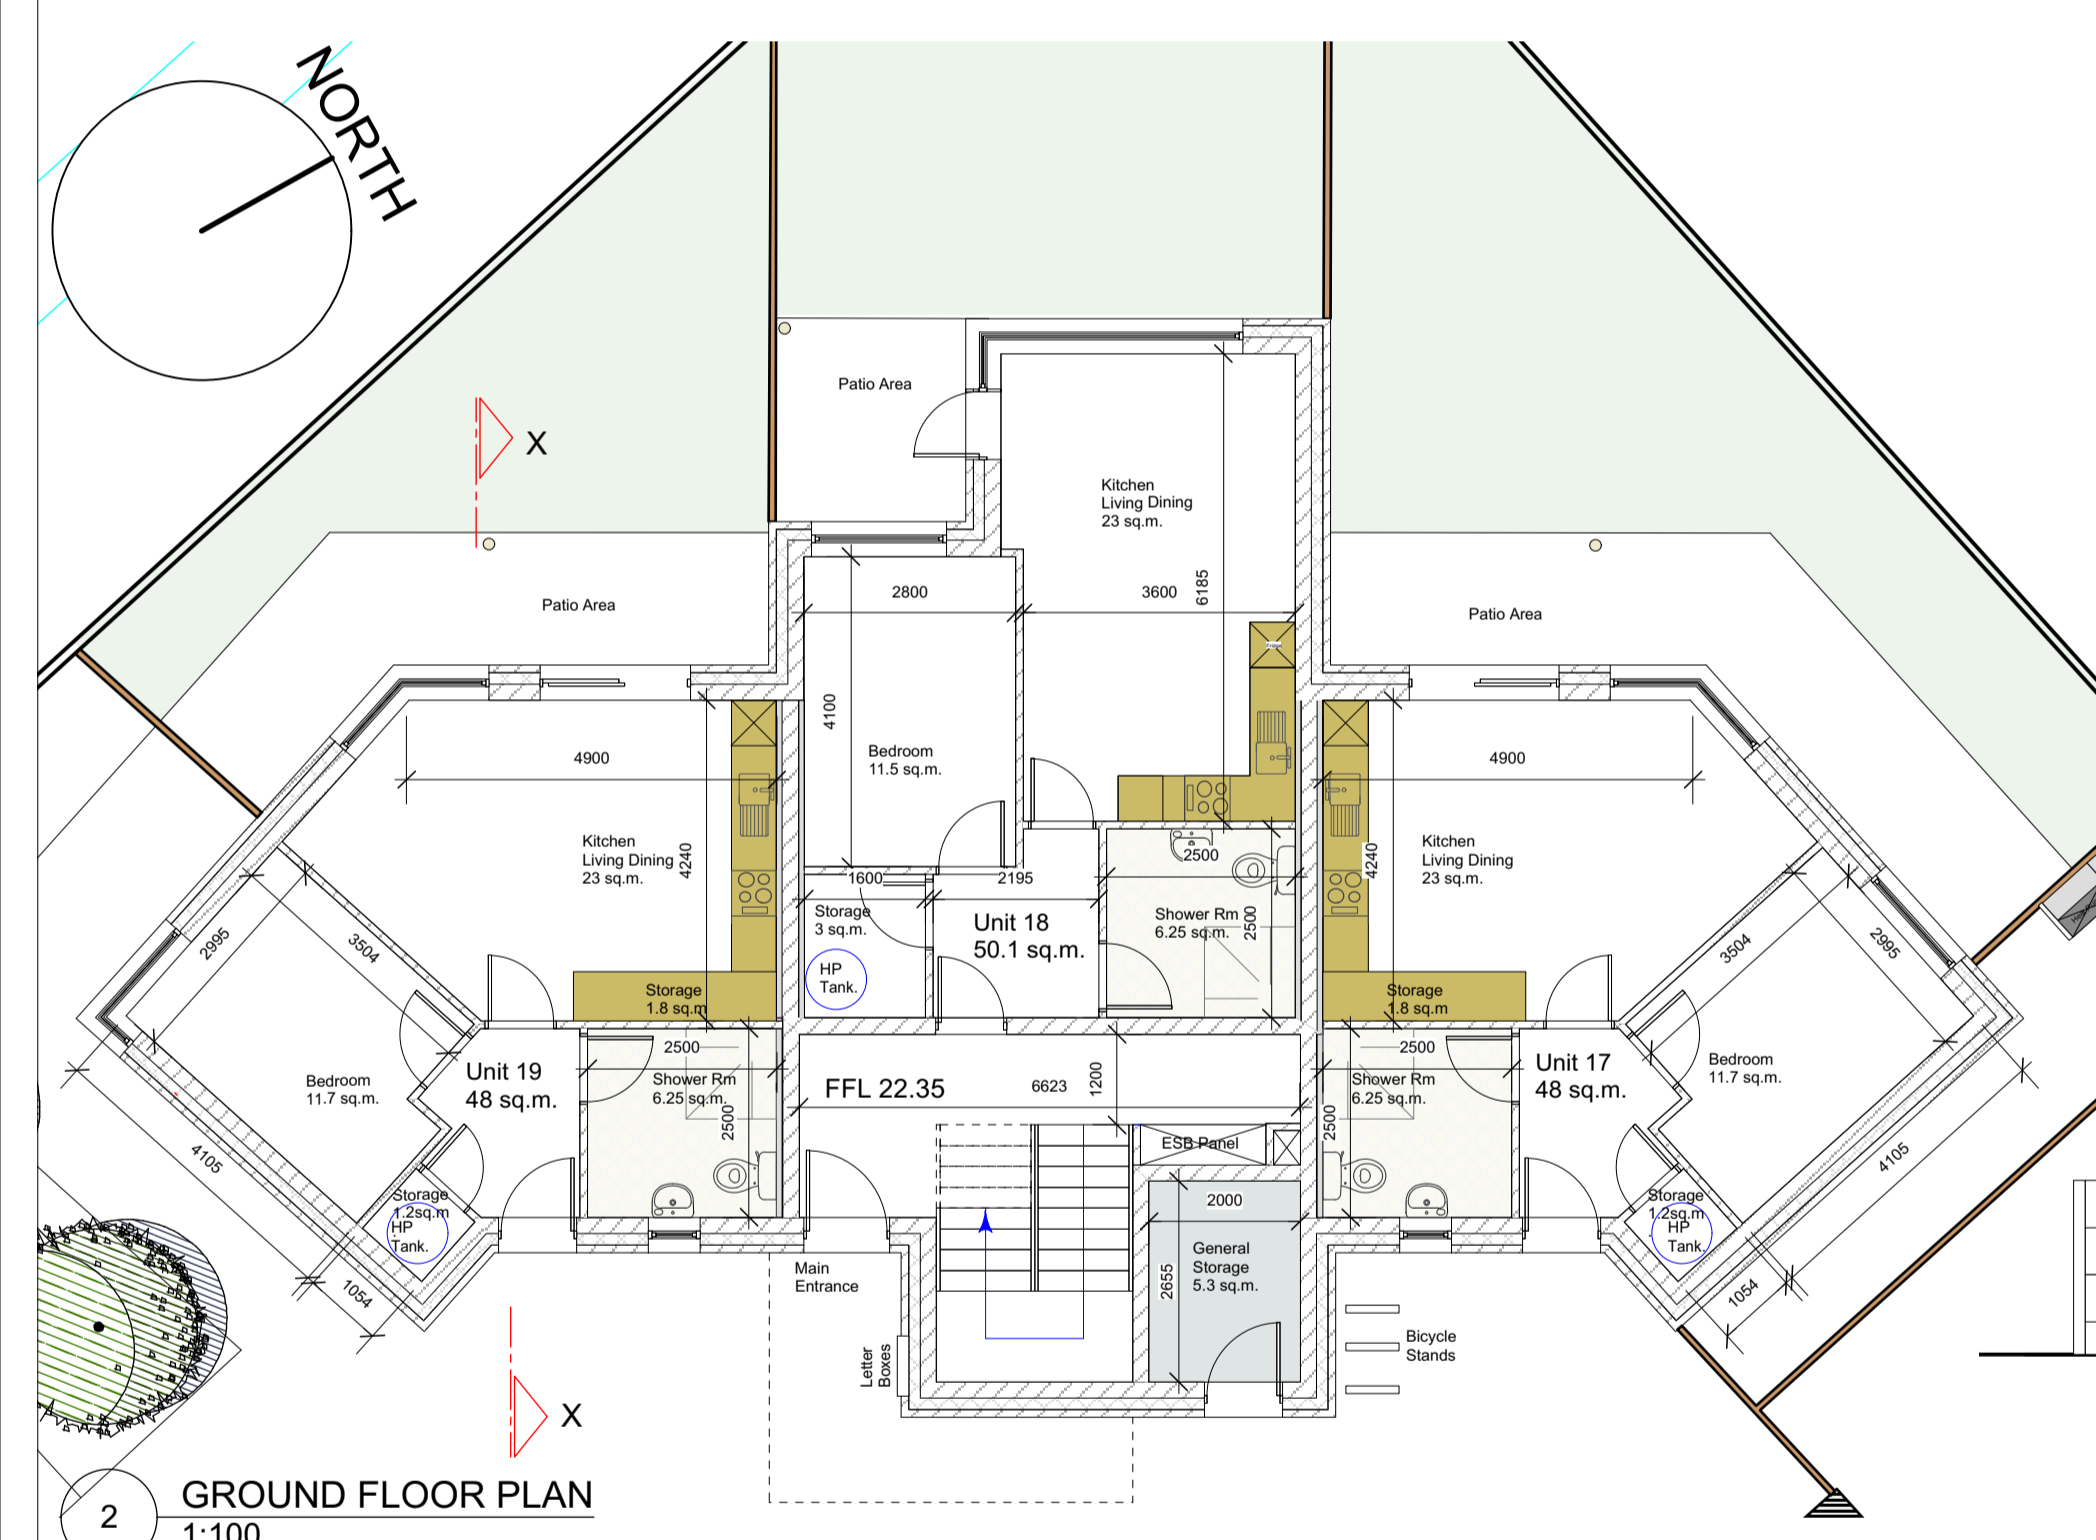 NORTH
X
Patio Area
Kitchen
Living Dining
23 sq.m.
2800
3600
6185
Fridge
Patio Area
Patio Area
4100
4900
Bedroom
11.5 sq.m.
4900
Kitchen
Living Dining
23 sq.m.
4240
2500
4240
Kitchen
Living Dining
23 sq.m.
1600
2195
Storage
3 sq.m.
Unit 18
50.1 sq.m.
Shower Rm
6.25 sq.m.
2500
2995
3504
3504
2995
HP
Tank.
Storage
1.8 sq.m
Storage
1.8 sq.m
2500
2500
Unit 19
48 sq.m.
Shower Rm
6.25 sq.m.
2500
FFL 22.35
6623
1200
Shower Rm
6.25 sq.m.
2500
Unit 17
48 sq.m.
Bedroom
11.7 sq.m.
Bedroom
11.7 sq.m.
ESB Panel
4105
4105
Storage
1.2sq.m
HP
Tank.
2000
Storage
1.2sq.m
HP
Tank.
General
Storage
5.3 sq.m.
2655
Main
Entrance
1054
1054
Letter
Boxes
Bicycle
Stands
X
2
GROUND FLOOR PLAN
1:100